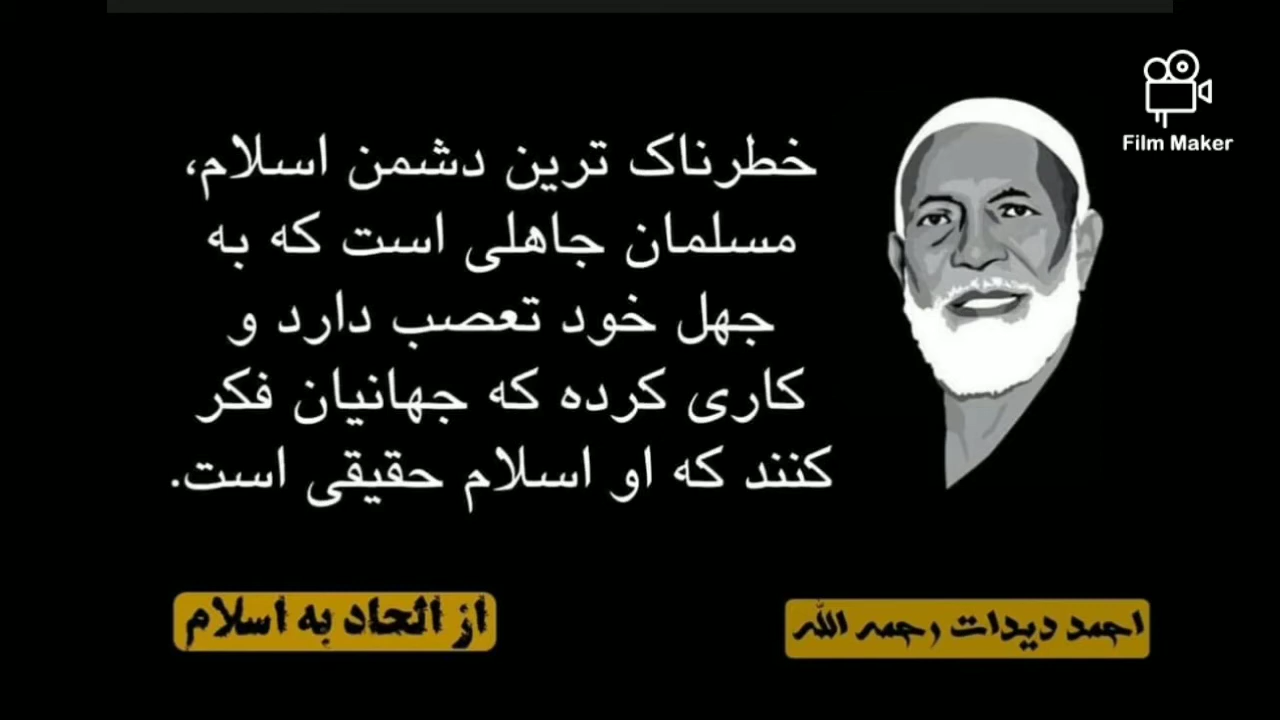 خطرناک ترین دشمن اسلام،
مسلمان جاهلی است که به
جهل خود تعصب دارد و
کاری کرده که جهانیان فکر
کنند که او اسلام حقیقی است.
احمد دیدات رحمه الله
از الحاد به اسلام
Film Maker